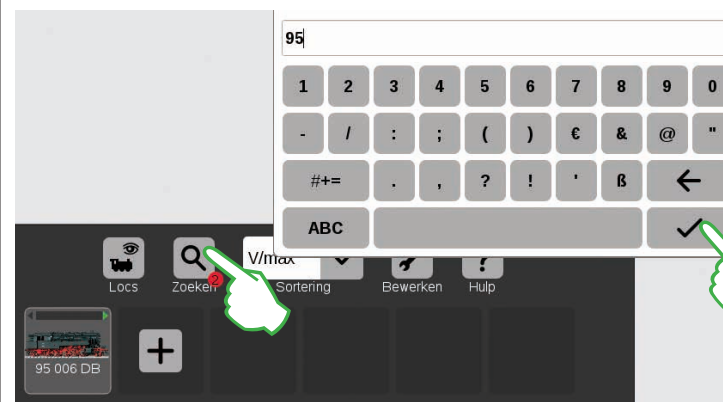 95
1 2 3 4 5 6 7 8 9 0
- / : ; ( ) € & @ "
#+= . , ? ! ' ß
ABC
V/max
Locs Zoeken 2 Sortering Bewerken Hulp
95 006 DB